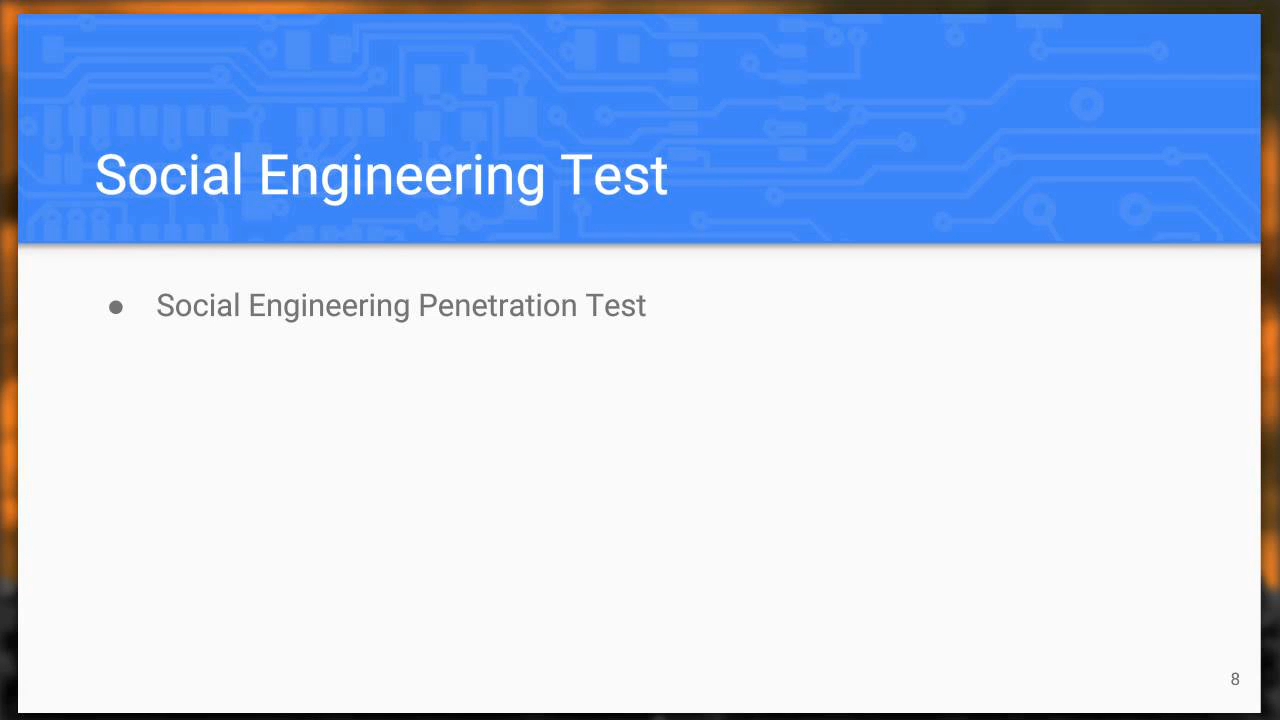 Social Engineering Test
● Social Engineering Penetration Test
8